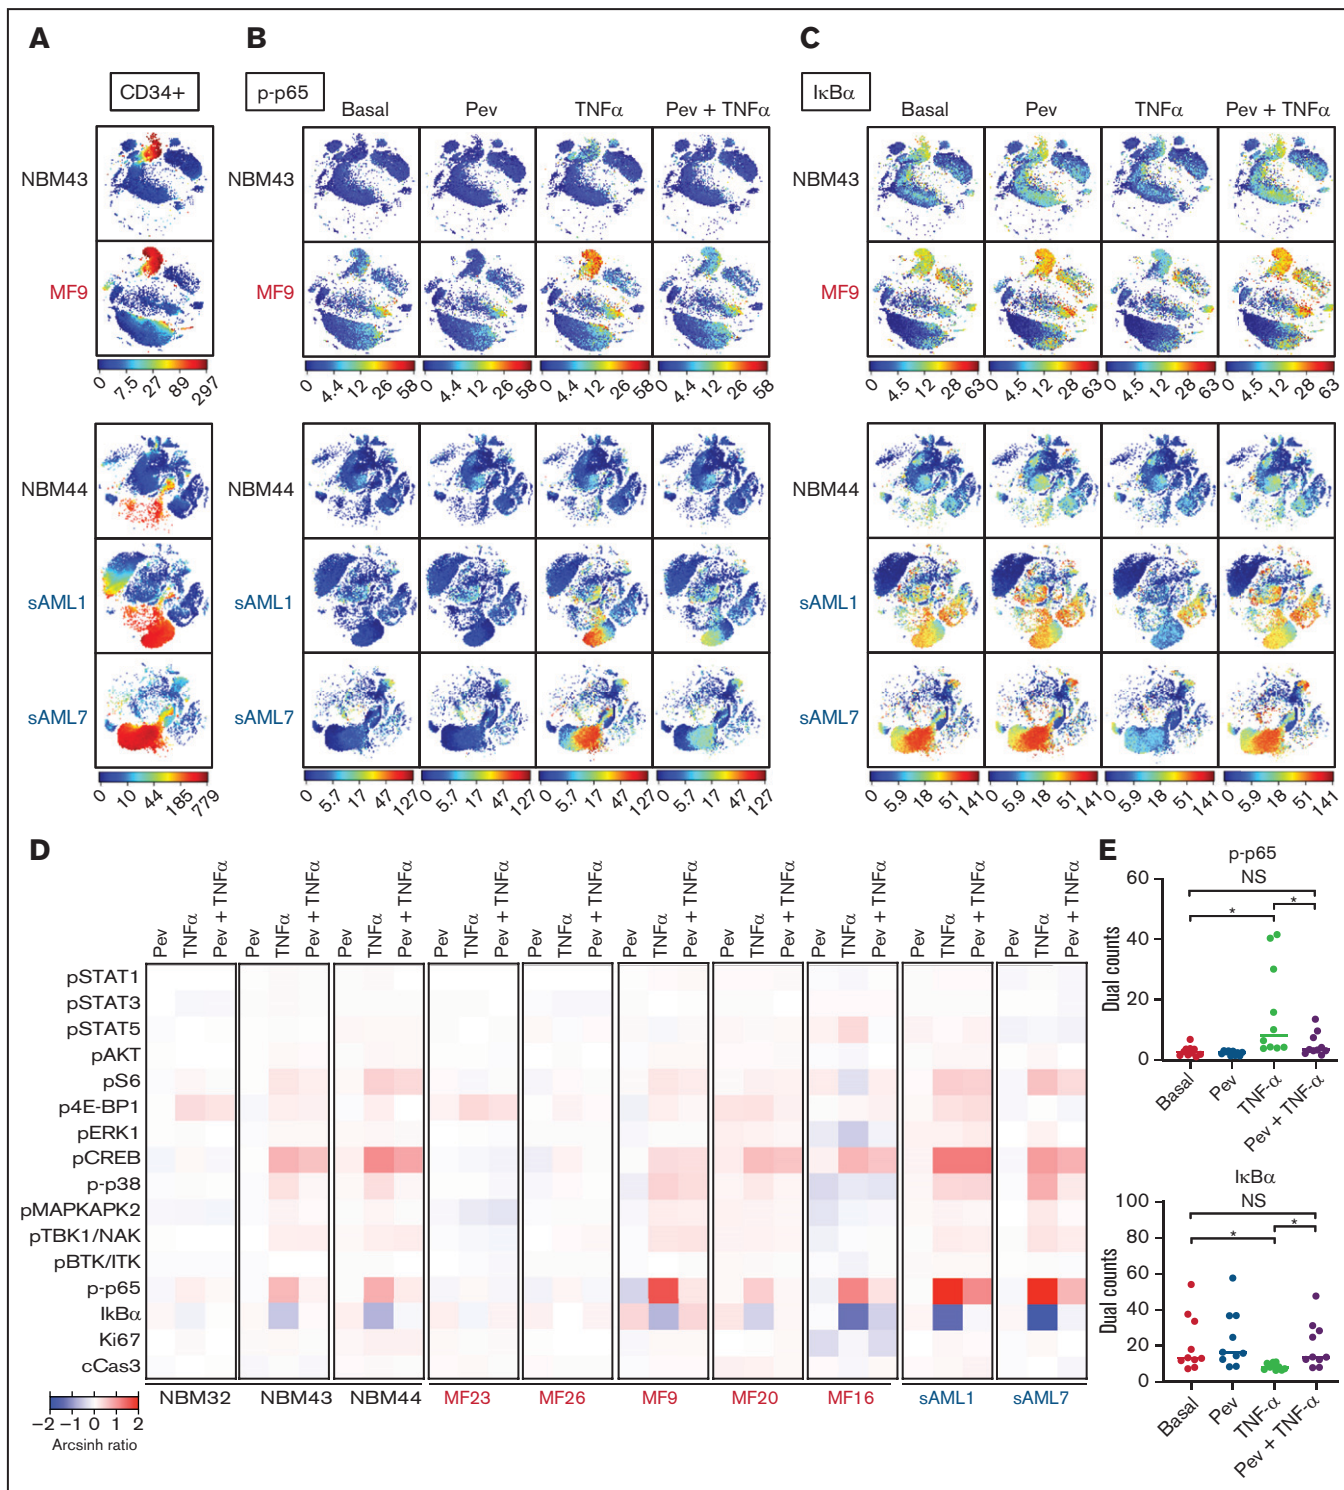 A
B
C
CD34+
p-p65
Basal
Pev
TNFα
Pev + TNFα
IκBα
Basal
Pev
TNFα
Pev + TNFα
NBM43
NBM43
NBM43
MF9
MF9
MF9
0 7.5 27 89 297
0 4.4 12 26 58
0 4.4 12 26 58
0 4.4 12 26 58
0 4.4 12 26 58
0 4.5 12 28 63
0 4.5 12 28 63
0 4.5 12 28 63
0 4.5 12 28 63
NBM44
NBM44
NBM44
sAML1
sAML1
sAML1
sAML7
sAML7
sAML7
0 10 44 185 779
0 5.7 17 47 127
0 5.7 17 47 127
0 5.7 17 47 127
0 5.7 17 47 127
0 5.9 18 51 141
0 5.9 18 51 141
0 5.9 18 51 141
0 5.9 18 51 141
D
Pev TNFα Pev + TNFα
Pev TNFα Pev + TNFα
Pev TNFα Pev + TNFα
Pev TNFα Pev + TNFα
Pev TNFα Pev + TNFα
Pev TNFα Pev + TNFα
Pev TNFα Pev + TNFα
Pev TNFα Pev + TNFα
Pev TNFα Pev + TNFα
Pev TNFα Pev + TNFα
pSTAT1
pSTAT3
pSTAT5
pAKT
pS6
p4E-BP1
pERK1
pCREB
p-p38
pMAPKAPK2
pTBK1/NAK
pBTK/ITK
p-p65
IkBα
Ki67
cCas3
NBM32 NBM43 NBM44 MF23 MF26 MF9 MF20 MF16 sAML1 sAML7
−2 −1 0 1 2
Arcsinh ratio
E
p-p65
NS
*
*
60
40
20
0
Dual counts
Basal
Pev
TNF-α
Pev + TNF-α
IκBα
NS
*
*
100
80
60
40
20
0
Dual counts
Basal
Pev
TNF-α
Pev + TNF-α